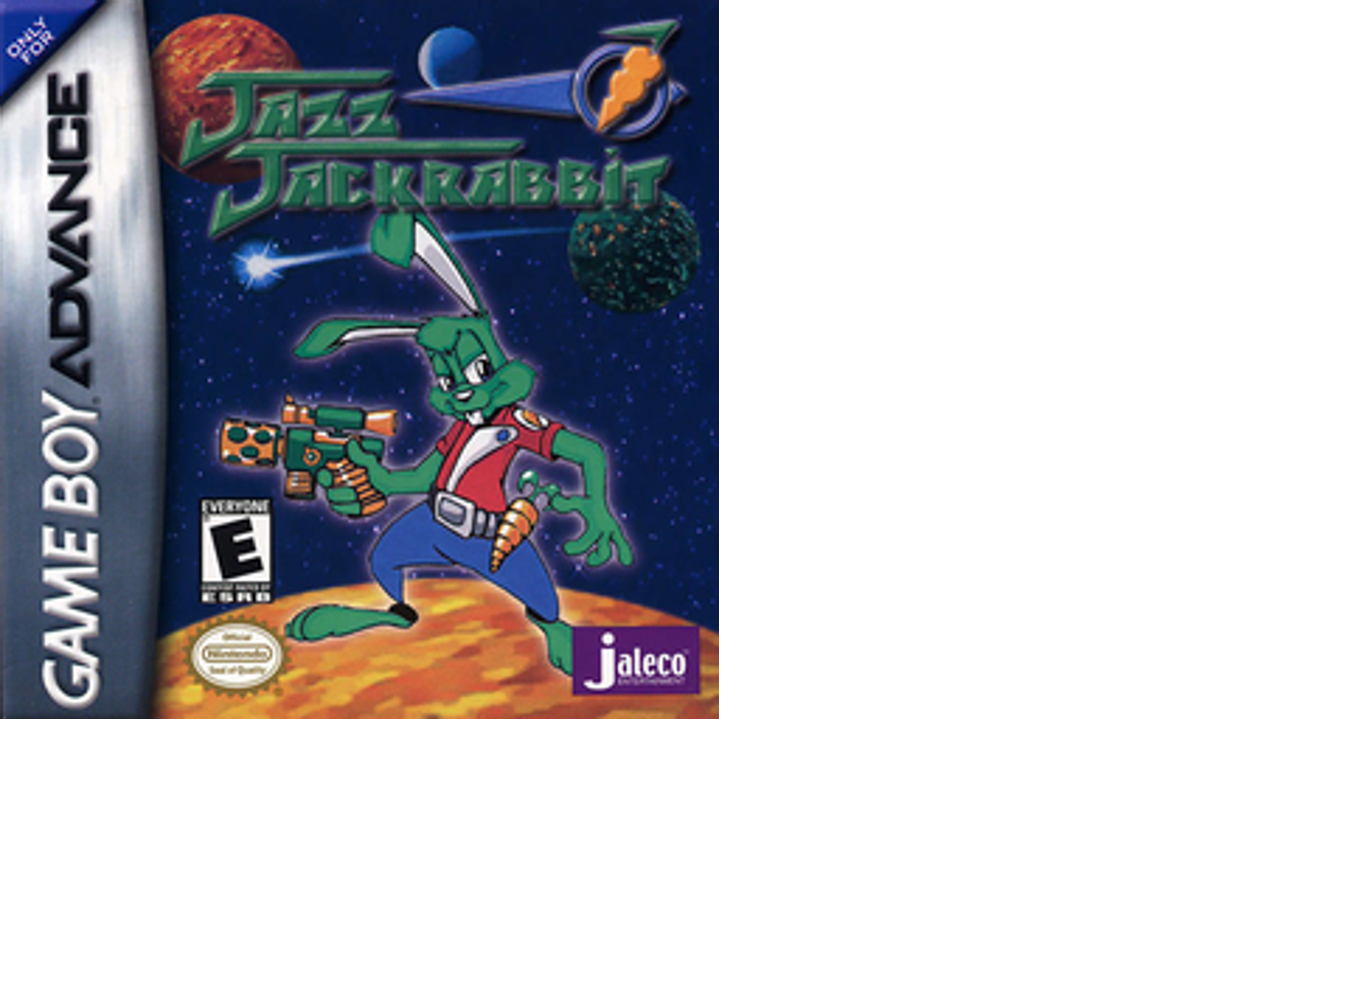 ONLY
FOR
GAME BOY ADVANCE
JAZZ
JACKRABBIT
EVERYONE
E
CONTENT RATED BY
ESRB
Official
Nintendo
Seal of Quality
jaleco
ENTERTAINMENT